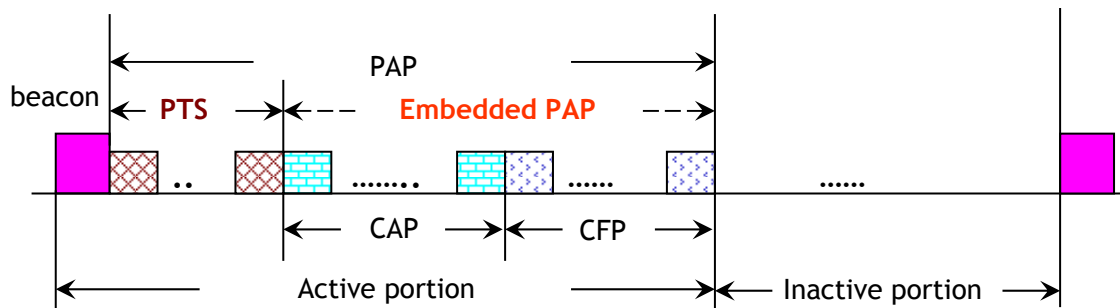 PAP
beacon
PTS
Embedded PAP
..
........
......
......
CAP
CFP
Active portion
Inactive portion